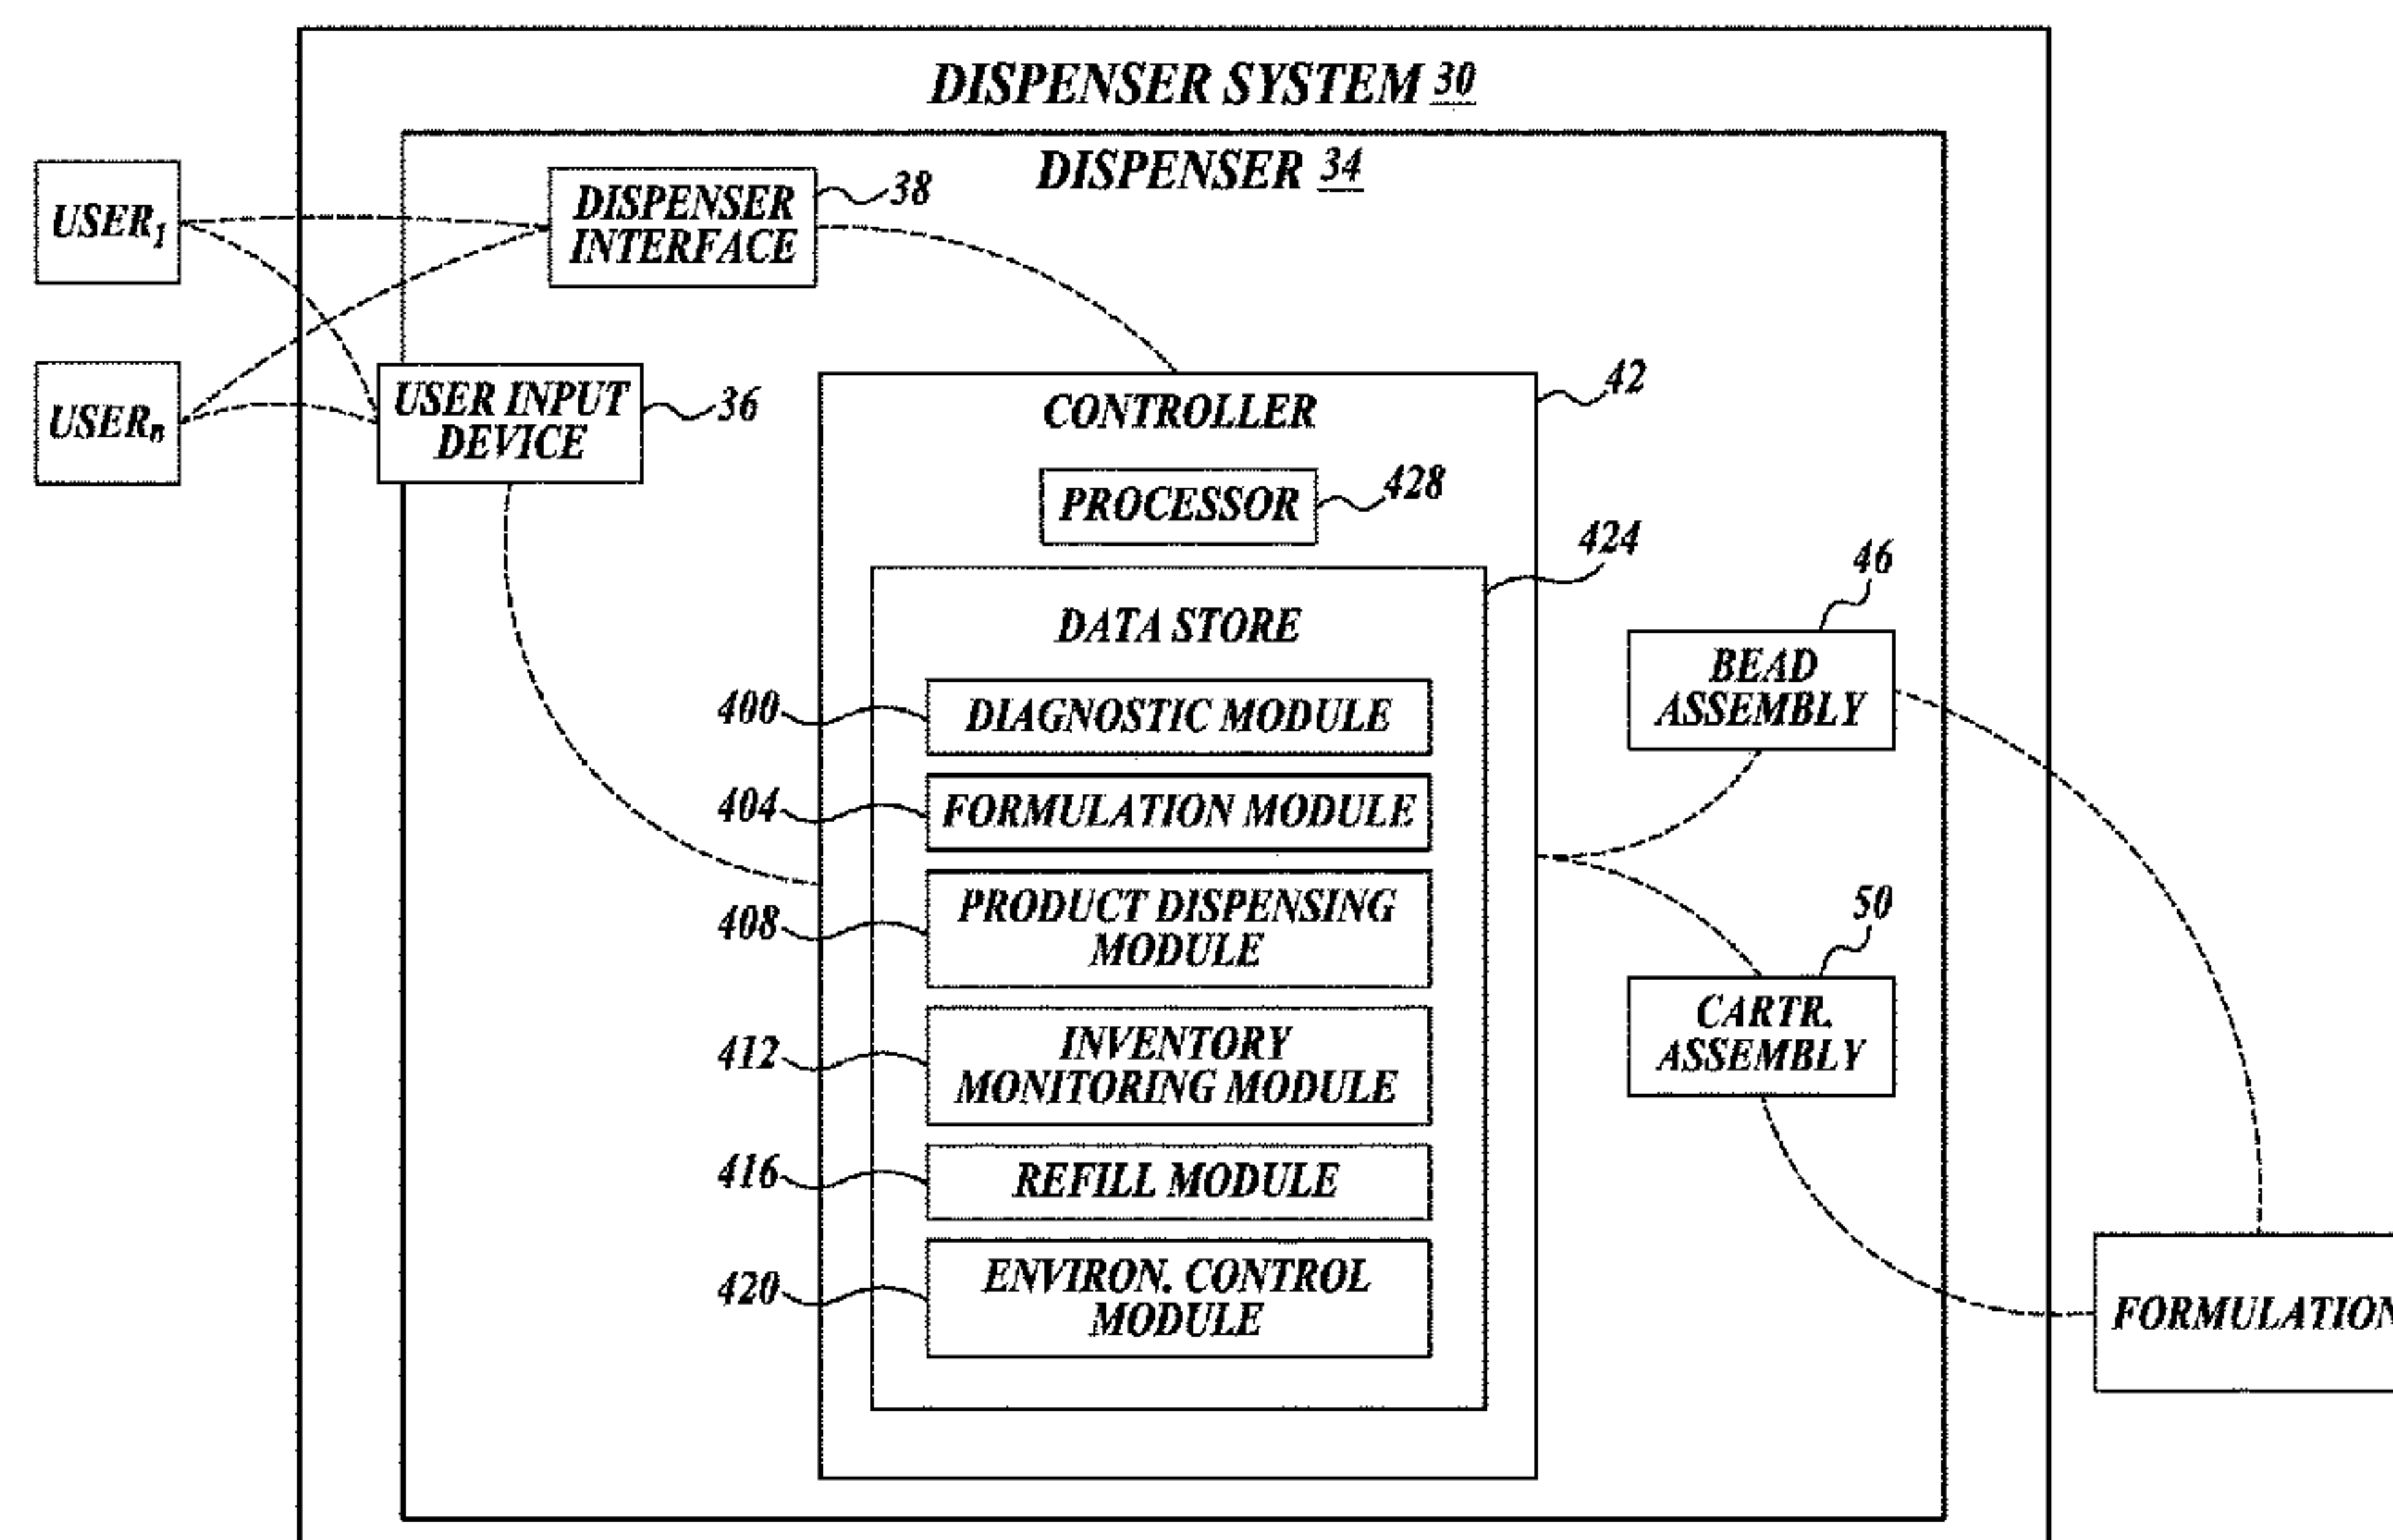 DISPENSER SYSTEM 30
DISPENSER 34
USER1
DISPENSER
INTERFACE
38
USERn
USER INPUT
DEVICE
36
CONTROLLER
42
PROCESSOR
428
424
DATA STORE
46
BEAD
ASSEMBLY
400
DIAGNOSTIC MODULE
404
FORMULATION MODULE
408
PRODUCT DISPENSING
MODULE
50
CARTR.
ASSEMBLY
412
INVENTORY
MONITORING MODULE
416
REFILL MODULE
420
ENVIRON. CONTROL
MODULE
FORMULATION